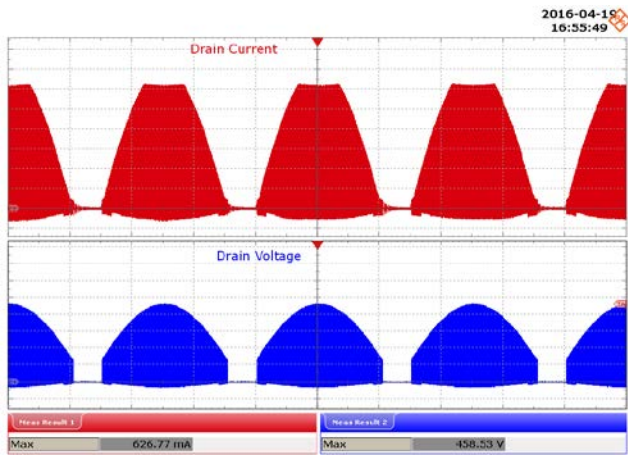 2016-04-19
16:55:49
Drain Current
Drain Voltage
Meas Result 1
Meas Result 2
Max 626.77 mA
Max 458.53 V